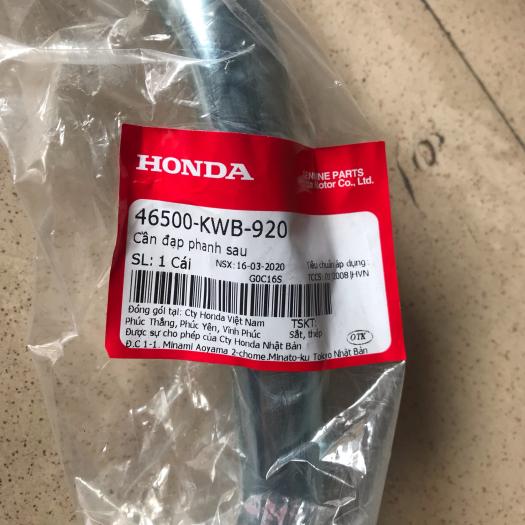 HONDA
GENUINE PARTS
Motor Co., Ltd.
46500-KWB-920
Cần đạp phanh sau
SL: 1 Cái
NSX: 16-03-2020
G0C16S
Tiêu chuẩn áp dụng:
TCCS: 01:2008 JHVN
Đóng gói tại: Cty Honda Việt Nam
Phúc Thắng, Phúc Yên, Vĩnh Phúc
Được sự cho phép của Cty Honda Nhật Bản
Đ.C 1-1. Minami Aoyama 2-chome.Minato-ku Tokyo Nhật Bản
TSKT:
Sắt, thép
OTK